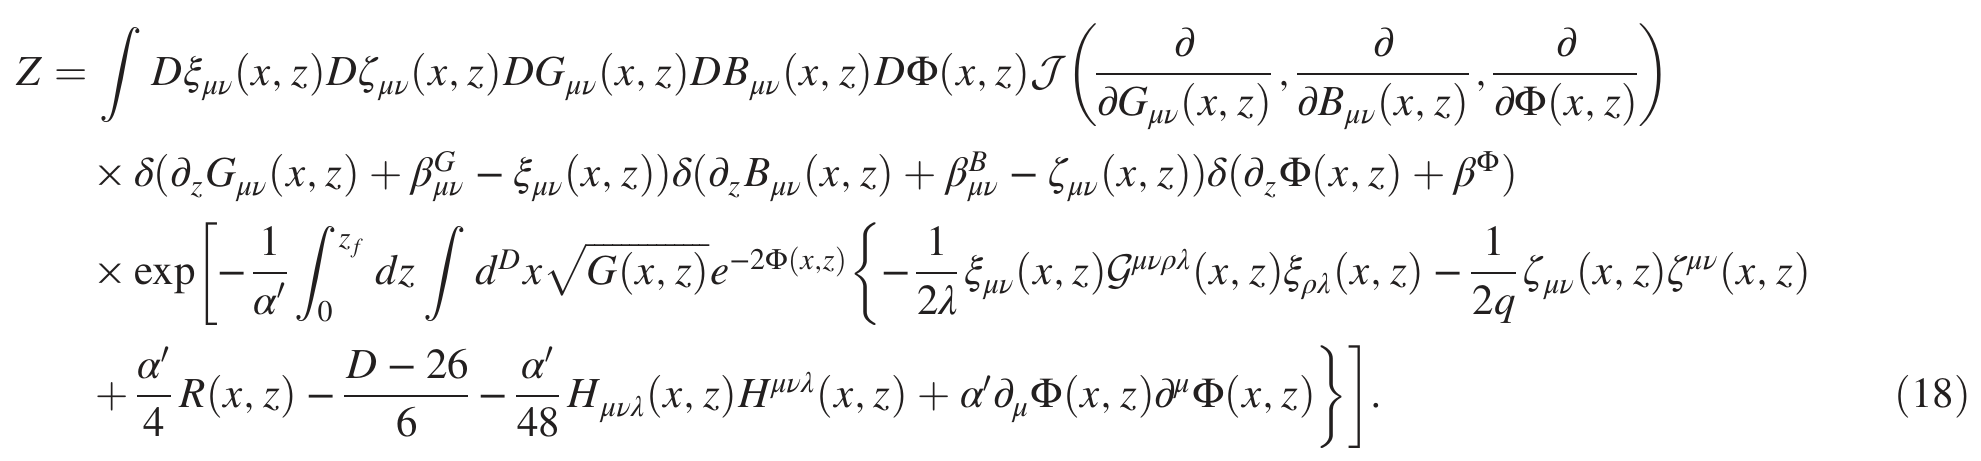 Z = ∫ Dξ_{μν}(x, z)Dζ_{μν}(x, z)DG_{μν}(x, z)DB_{μν}(x, z)DΦ(x, z)𝒥(∂/∂G_{μν}(x, z), ∂/∂B_{μν}(x, z), ∂/∂Φ(x, z))
× δ(∂_z G_{μν}(x, z) + β^G_{μν} − ξ_{μν}(x, z))δ(∂_z B_{μν}(x, z) + β^B_{μν} − ζ_{μν}(x, z))δ(∂_z Φ(x, z) + β^Φ)
× exp[−1/α′ ∫_0^{z_f} dz ∫ d^D x√G(x, z) e^{−2Φ(x,z)} {−1/2λ ξ_{μν}(x, z)𝒢^{μνρλ}(x, z)ξ_{ρλ}(x, z) − 1/2q ζ_{μν}(x, z)ζ^{μν}(x, z)
+ α′/4 R(x, z) − D − 26/6 − α′/48 H_{μνλ}(x, z)H^{μνλ}(x, z) + α′∂_μΦ(x, z)∂^μΦ(x, z)}]. (18)